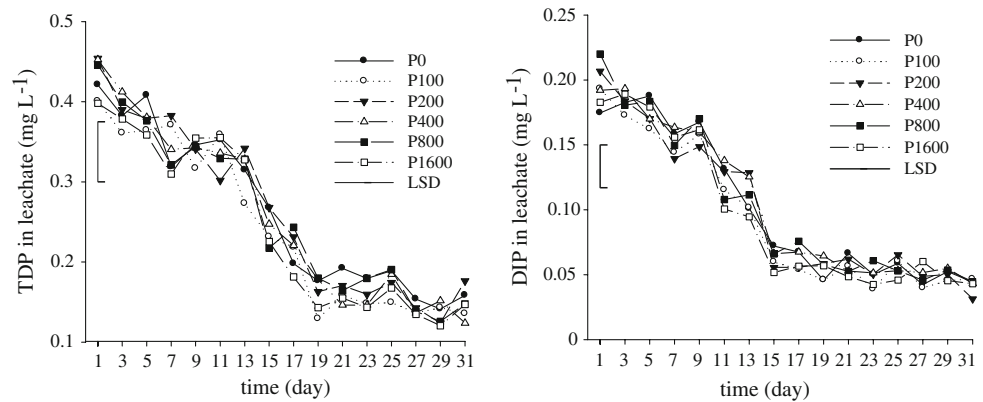 0.5
0.4
0.3
0.2
0.1
TDP in leachate (mg L⁻¹)
1 3 5 7 9 11 13 15 17 19 21 23 25 27 29 31
time (day)
P0
P100
P200
P400
P800
P1600
LSD
0.25
0.20
0.15
0.10
0.05
0
DIP in leachate (mg L⁻¹)
1 3 5 7 9 11 13 15 17 19 21 23 25 27 29 31
time (day)
P0
P100
P200
P400
P800
P1600
LSD